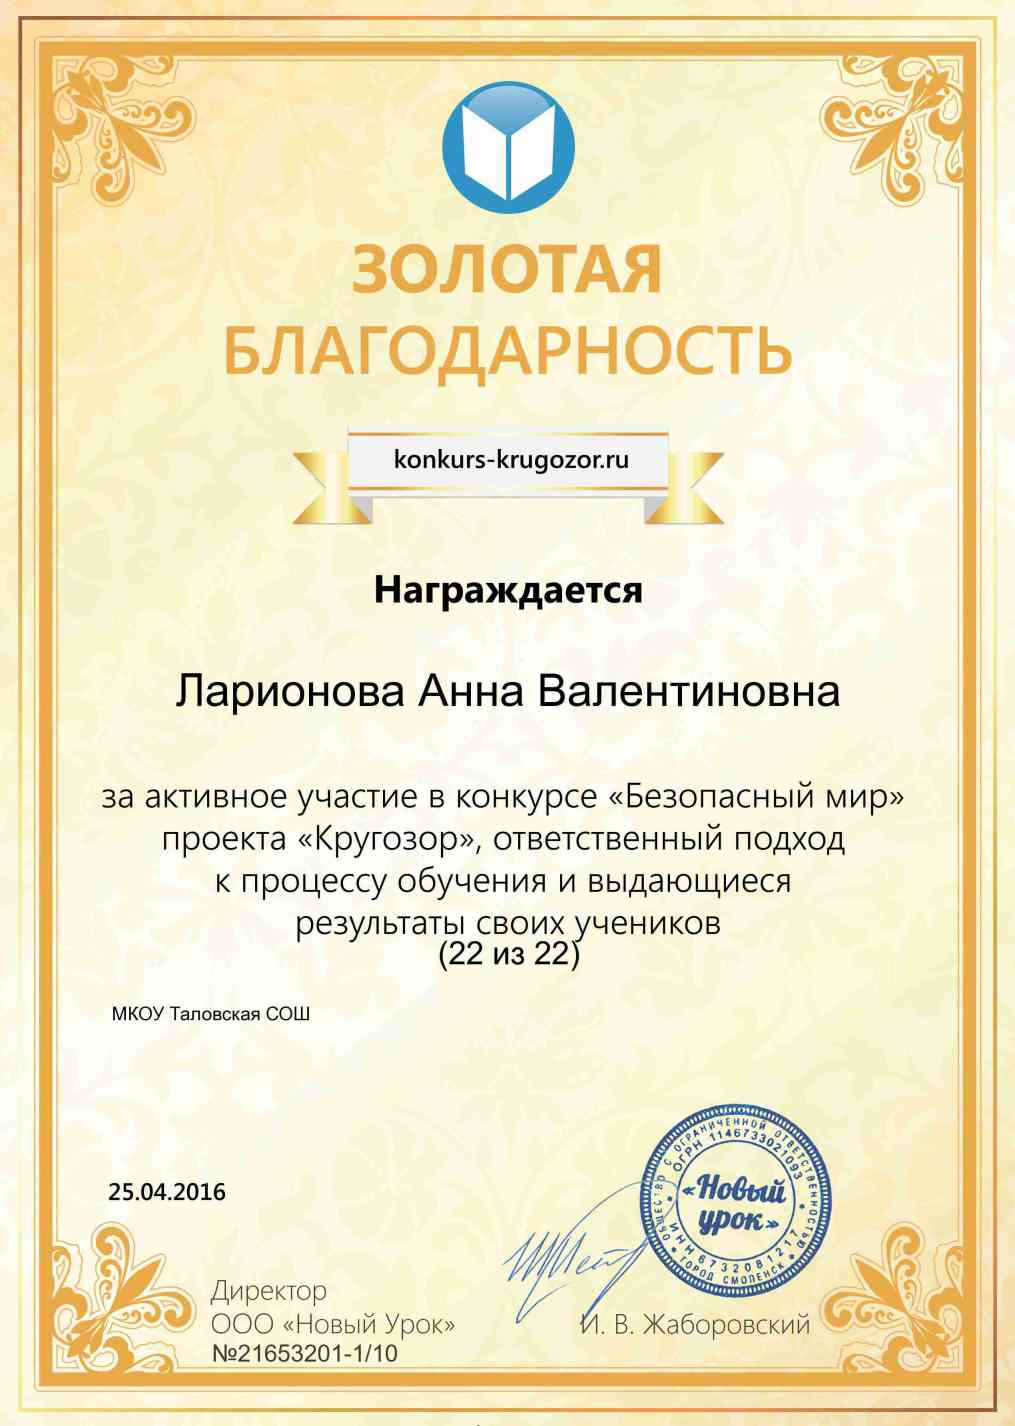 ЗОЛОТАЯ
БЛАГОДАРНОСТЬ
konkurs-krugozor.ru
Награждается
Ларионова Анна Валентиновна
за активное участие в конкурсе «Безопасный мир»
проекта «Кругозор», ответственный подход
к процессу обучения и выдающиеся
результаты своих учеников
(22 из 22)
МКОУ Таловская СОШ
25.04.2016
ОБЩЕСТВО С ОГРАНИЧЕННОЙ ОТВЕТСТВЕННОСТЬЮ
ОГРН 1146733021093
«Новый
урок»
ИНН 6732081217
ГОРОД СМОЛЕНСК
Директор
ООО «Новый Урок»
И. В. Жаборовский
№21653201-1/10